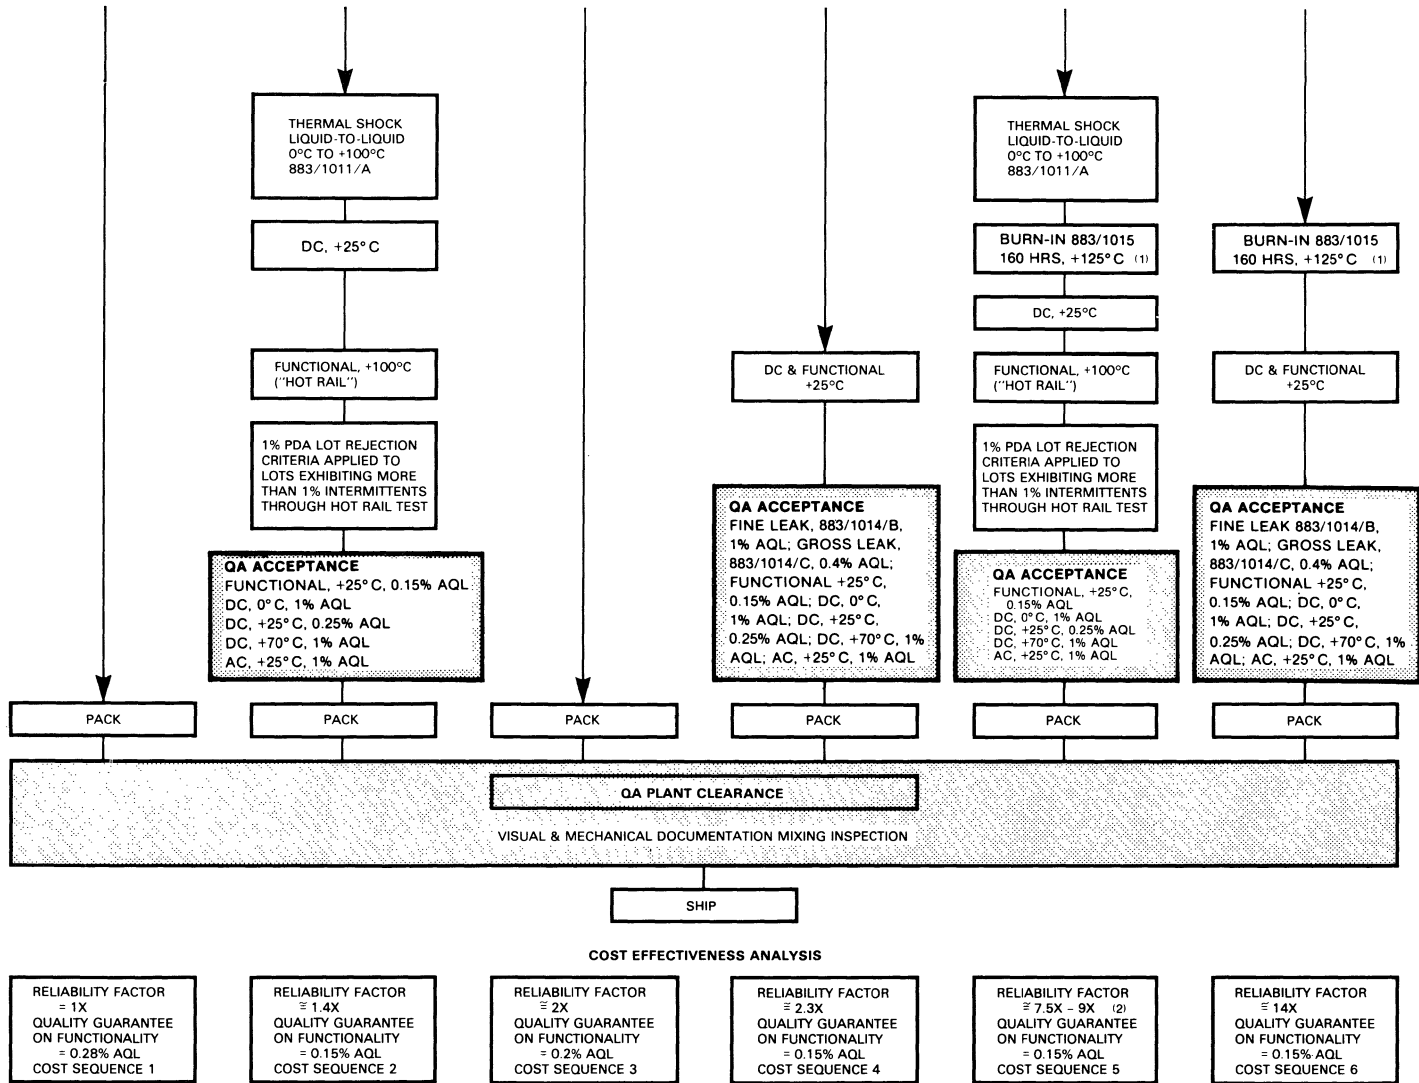 THERMAL SHOCK
LIQUID-TO-LIQUID
0°C TO +100°C
883/1011/A
DC, +25°C
FUNCTIONAL, +100°C
("HOT RAIL")
1% PDA LOT REJECTION
CRITERIA APPLIED TO
LOTS EXHIBITING MORE
THAN 1% INTERMITTENTS
THROUGH HOT RAIL TEST
QA ACCEPTANCE
FUNCTIONAL, +25°C, 0.15% AQL
DC, 0°C, 1% AQL
DC, +25°C, 0.25% AQL
DC, +70°C, 1% AQL
AC, +25°C, 1% AQL
DC & FUNCTIONAL
+25°C
QA ACCEPTANCE
FINE LEAK, 883/1014/B,
1% AQL; GROSS LEAK,
883/1014/C, 0.4% AQL;
FUNCTIONAL +25°C,
0.15% AQL; DC, 0°C,
1% AQL; DC, +25°C,
0.25% AQL; DC, +70°C, 1%
AQL; AC, +25°C, 1% AQL
THERMAL SHOCK
LIQUID-TO-LIQUID
0°C TO +100°C
883/1011/A
BURN-IN 883/1015
160 HRS, +125°C (1)
DC, +25°C
FUNCTIONAL, +100°C
("HOT RAIL")
1% PDA LOT REJECTION
CRITERIA APPLIED TO
LOTS EXHIBITING MORE
THAN 1% INTERMITTENTS
THROUGH HOT RAIL TEST
QA ACCEPTANCE
FUNCTIONAL, +25°C,
0.15% AQL
DC, 0°C, 1% AQL
DC, +25°C, 0.25% AQL
DC, +70°C, 1% AQL
AC, +25°C, 1% AQL
BURN-IN 883/1015
160 HRS, +125°C (1)
DC & FUNCTIONAL
+25°C
QA ACCEPTANCE
FINE LEAK 883/1014/B,
1% AQL; GROSS LEAK,
883/1014/C, 0.4% AQL;
FUNCTIONAL +25°C,
0.15% AQL; DC, 0°C,
1% AQL; DC, +25°C,
0.25% AQL; DC, +70°C, 1%
AQL; AC, +25°C, 1% AQL
PACK
PACK
PACK
PACK
PACK
PACK
QA PLANT CLEARANCE
VISUAL & MECHANICAL DOCUMENTATION MIXING INSPECTION
SHIP
COST EFFECTIVENESS ANALYSIS
RELIABILITY FACTOR
= 1X
QUALITY GUARANTEE
ON FUNCTIONALITY
= 0.28% AQL
COST SEQUENCE 1
RELIABILITY FACTOR
≅ 1.4X
QUALITY GUARANTEE
ON FUNCTIONALITY
= 0.15% AQL
COST SEQUENCE 2
RELIABILITY FACTOR
≅ 2X
QUALITY GUARANTEE
ON FUNCTIONALITY
= 0.2% AQL
COST SEQUENCE 3
RELIABILITY FACTOR
≅ 2.3X
QUALITY GUARANTEE
ON FUNCTIONALITY
= 0.15% AQL
COST SEQUENCE 4
RELIABILITY FACTOR
≅ 7.5X – 9X (2)
QUALITY GUARANTEE
ON FUNCTIONALITY
= 0.15% AQL
COST SEQUENCE 5
RELIABILITY FACTOR
≅ 14X
QUALITY GUARANTEE
ON FUNCTIONALITY
= 0.15% AQL
COST SEQUENCE 6